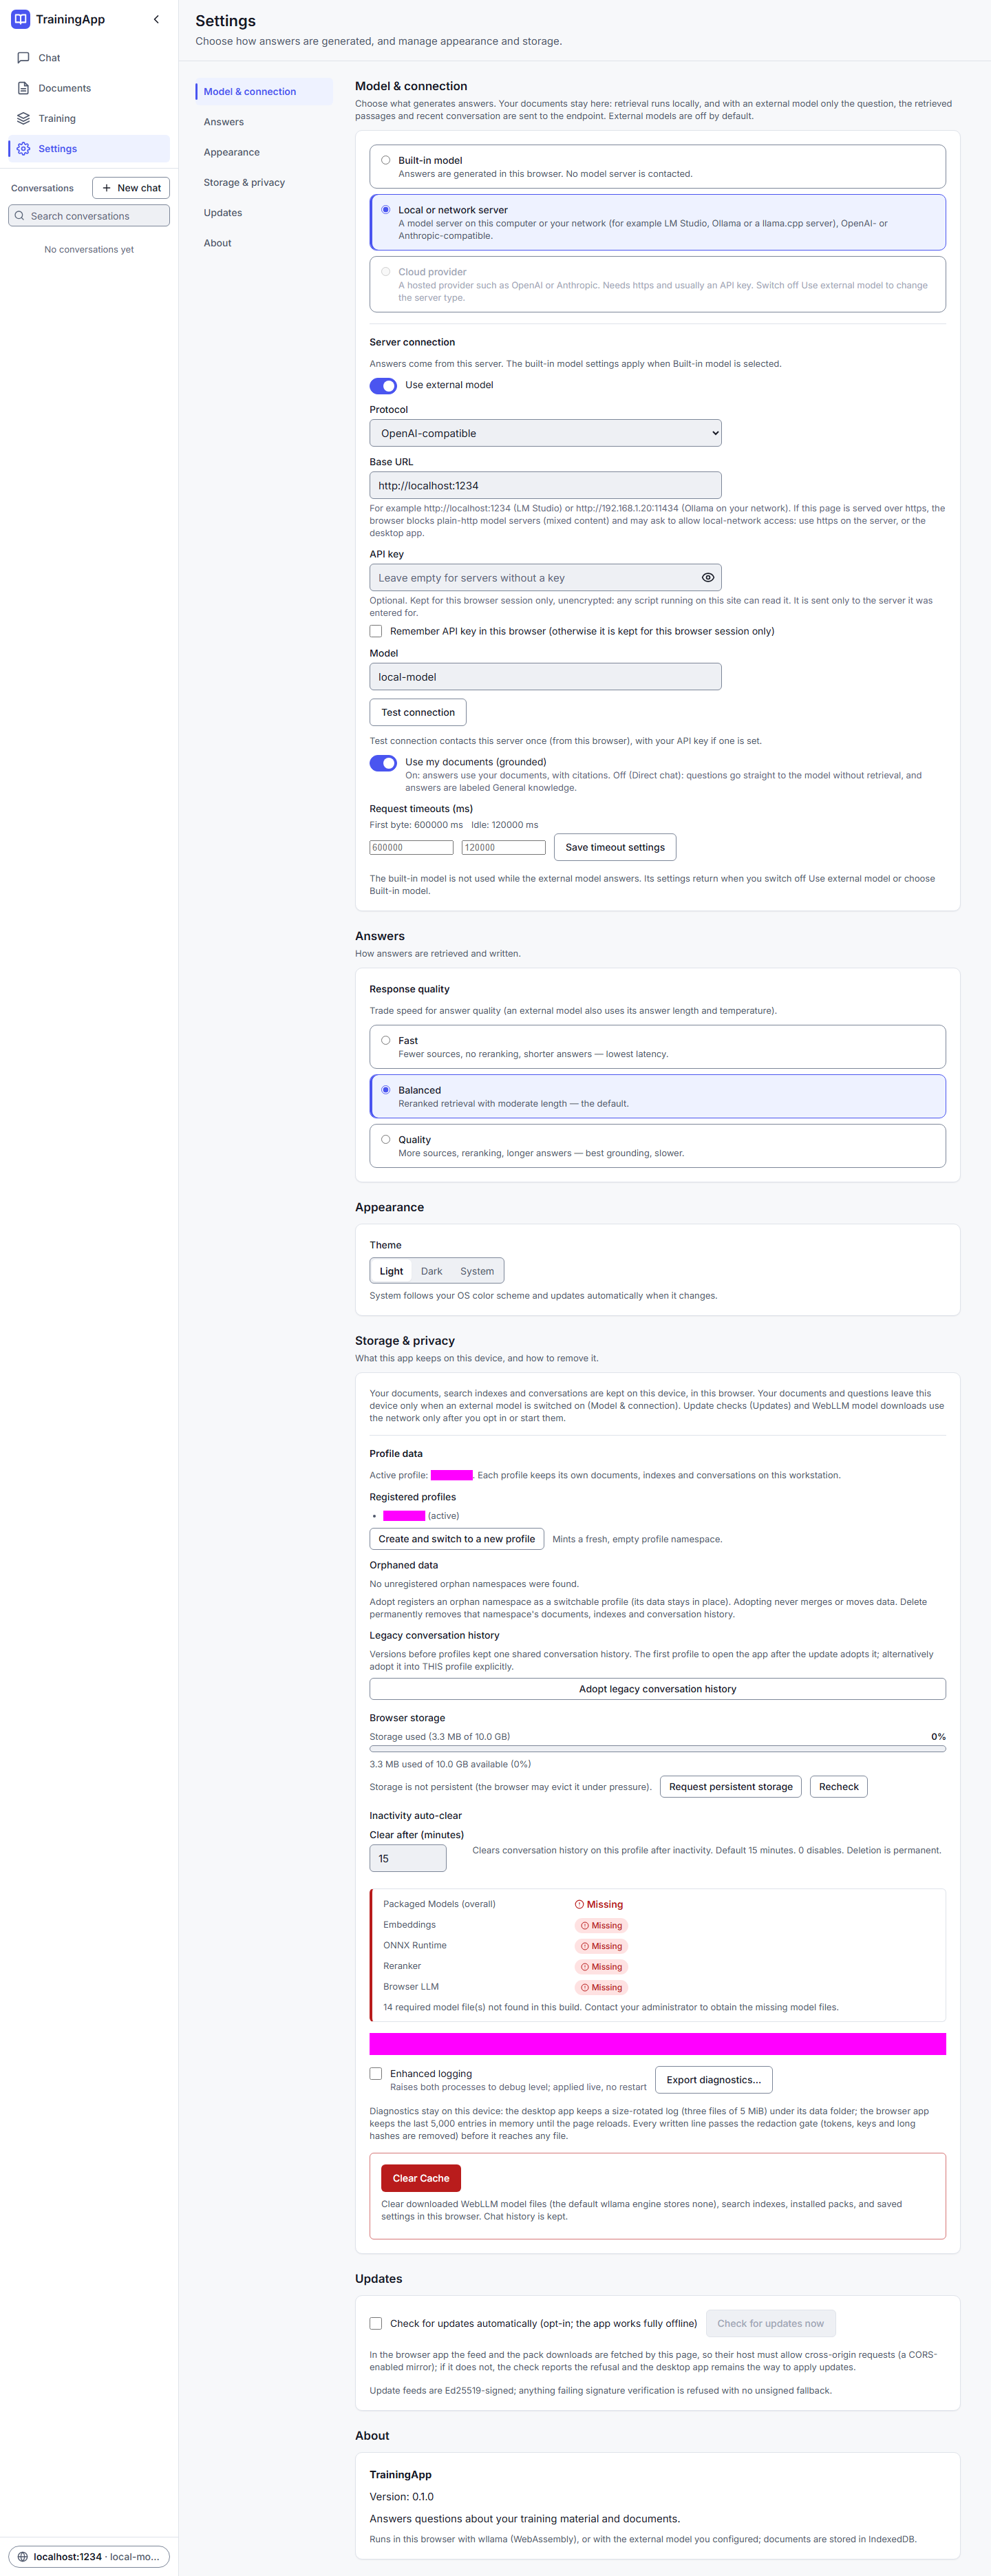 TrainingApp
Chat
Documents
Training
Settings
Conversations
New chat
Search conversations
No conversations yet
localhost:1234 · local-mo...
Settings
Choose how answers are generated, and manage appearance and storage.
Model & connection
Answers
Appearance
Storage & privacy
Updates
About
Model & connection
Choose what generates answers. Your documents stay here: retrieval runs locally, and with an external model only the question, the retrieved
passages and recent conversation are sent to the endpoint. External models are off by default.
Built-in model
Answers are generated in this browser. No model server is contacted.
Local or network server
A model server on this computer or your network (for example LM Studio, Ollama or a llama.cpp server), OpenAI- or
Anthropic-compatible.
Cloud provider
A hosted provider such as OpenAI or Anthropic. Needs https and usually an API key. Switch off Use external model to change
the server type.
Server connection
Answers come from this server. The built-in model settings apply when Built-in model is selected.
Use external model
Protocol
OpenAI-compatible
Base URL
http://localhost:1234
For example http://localhost:1234 (LM Studio) or http://192.168.1.20:11434 (Ollama on your network). If this page is served over https, the
browser blocks plain-http model servers (mixed content) and may ask to allow local-network access: use https on the server, or the
desktop app.
API key
Leave empty for servers without a key
Optional. Kept for this browser session only, unencrypted: any script running on this site can read it. It is sent only to the server it was
entered for.
Remember API key in this browser (otherwise it is kept for this browser session only)
Model
local-model
Test connection
Test connection contacts this server once (from this browser), with your API key if one is set.
Use my documents (grounded)
On: answers use your documents, with citations. Off (Direct chat): questions go straight to the model without retrieval, and
answers are labeled General knowledge.
Request timeouts (ms)
First byte: 600000 ms Idle: 120000 ms
600000 120000 Save timeout settings
The built-in model is not used while the external model answers. Its settings return when you switch off Use external model or choose
Built-in model.
Answers
How answers are retrieved and written.
Response quality
Trade speed for answer quality (an external model also uses its answer length and temperature).
Fast
Fewer sources, no reranking, shorter answers — lowest latency.
Balanced
Reranked retrieval with moderate length — the default.
Quality
More sources, reranking, longer answers — best grounding, slower.
Appearance
Theme
Light Dark System
System follows your OS color scheme and updates automatically when it changes.
Storage & privacy
What this app keeps on this device, and how to remove it.
Your documents, search indexes and conversations are kept on this device, in this browser. Your documents and questions leave this
device only when an external model is switched on (Model & connection). Update checks (Updates) and WebLLM model downloads use
the network only after you opt in or start them.
Profile data
Active profile: . Each profile keeps its own documents, indexes and conversations on this workstation.
Registered profiles
• (active)
Create and switch to a new profile Mints a fresh, empty profile namespace.
Orphaned data
No unregistered orphan namespaces were found.
Adopt registers an orphan namespace as a switchable profile (its data stays in place). Adopting never merges or moves data. Delete
permanently removes that namespace's documents, indexes and conversation history.
Legacy conversation history
Versions before profiles kept one shared conversation history. The first profile to open the app after the update adopts it; alternatively
adopt it into THIS profile explicitly.
Adopt legacy conversation history
Browser storage
Storage used (3.3 MB of 10.0 GB) 0%
3.3 MB used of 10.0 GB available (0%)
Storage is not persistent (the browser may evict it under pressure). Request persistent storage Recheck
Inactivity auto-clear
Clear after (minutes)
15 Clears conversation history on this profile after inactivity. Default 15 minutes. 0 disables. Deletion is permanent.
Packaged Models (overall) Missing
Embeddings Missing
ONNX Runtime Missing
Reranker Missing
Browser LLM Missing
14 required model file(s) not found in this build. Contact your administrator to obtain the missing model files.
Enhanced logging
Raises both processes to debug level; applied live, no restart
Export diagnostics...
Diagnostics stay on this device: the desktop app keeps a size-rotated log (three files of 5 MiB) under its data folder; the browser app
keeps the last 5,000 entries in memory until the page reloads. Every written line passes the redaction gate (tokens, keys and long
hashes are removed) before it reaches any file.
Clear Cache
Clear downloaded WebLLM model files (the default wllama engine stores none), search indexes, installed packs, and saved
settings in this browser. Chat history is kept.
Updates
Check for updates automatically (opt-in; the app works fully offline) Check for updates now
In the browser app the feed and the pack downloads are fetched by this page, so their host must allow cross-origin requests (a CORS-
enabled mirror); if it does not, the check reports the refusal and the desktop app remains the way to apply updates.
Update feeds are Ed25519-signed; anything failing signature verification is refused with no unsigned fallback.
About
TrainingApp
Version: 0.1.0
Answers questions about your training material and documents.
Runs in this browser with wllama (WebAssembly), or with the external model you configured; documents are stored in IndexedDB.